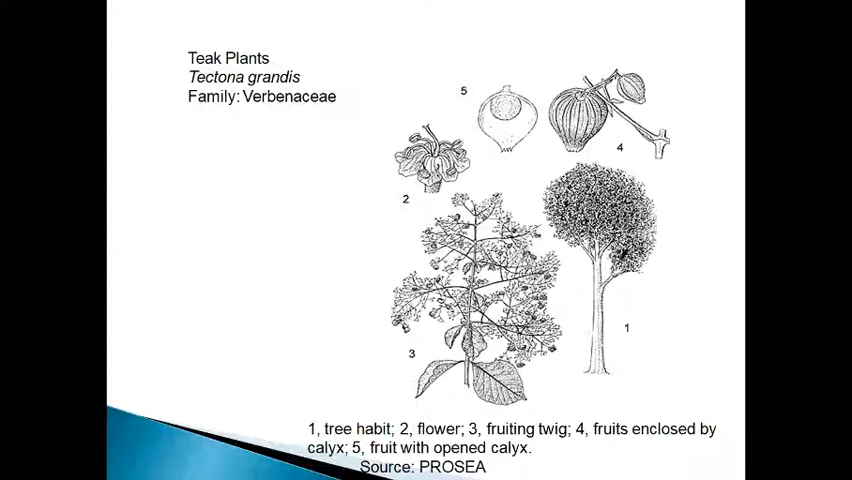 Teak Plants
Tectona grandis
Family: Verbenaceae
5
4
2
1
3
1, tree habit; 2, flower; 3, fruiting twig; 4, fruits enclosed by
calyx; 5, fruit with opened calyx.
Source: PROSEA